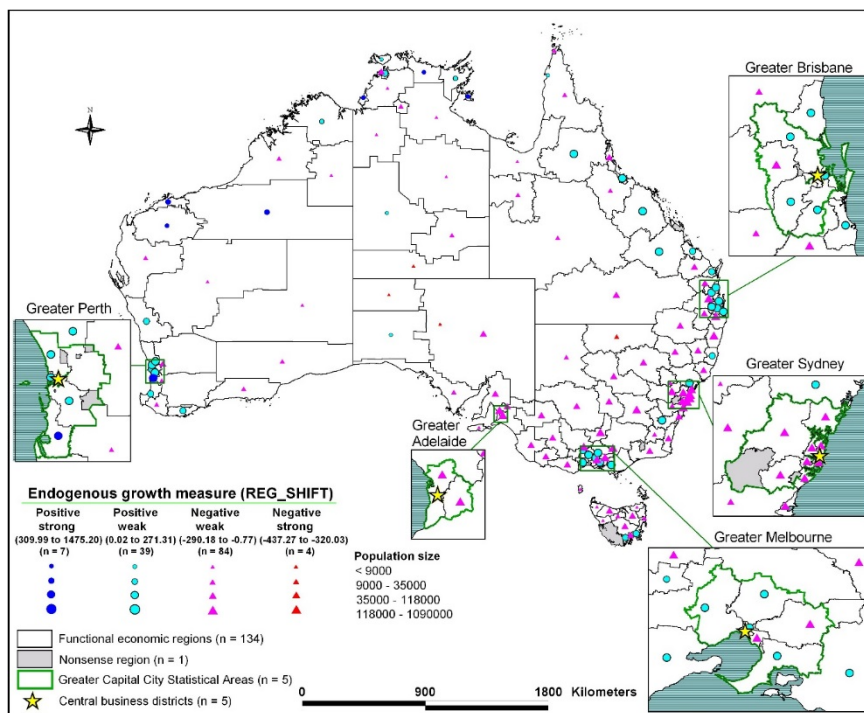 Greater Brisbane
N
Greater Perth
Greater Sydney
Greater
Adelaide
Greater Melbourne
Endogenous growth measure (REG_SHIFT)
Positive strong Positive weak Negative weak Negative strong
(309.99 to 1475.20) (0.02 to 271.31) (-290.18 to -0.77) (-437.27 to -320.03)
(n = 7) (n = 39) (n = 84) (n = 4)
Population size
< 9000
9000 - 35000
35000 - 118000
118000 - 1090000
Functional economic regions (n = 134)
Nonsense region (n = 1)
Greater Capital City Statistical Areas (n = 5)
Central business districts (n = 5)
0 900 1800 Kilometers